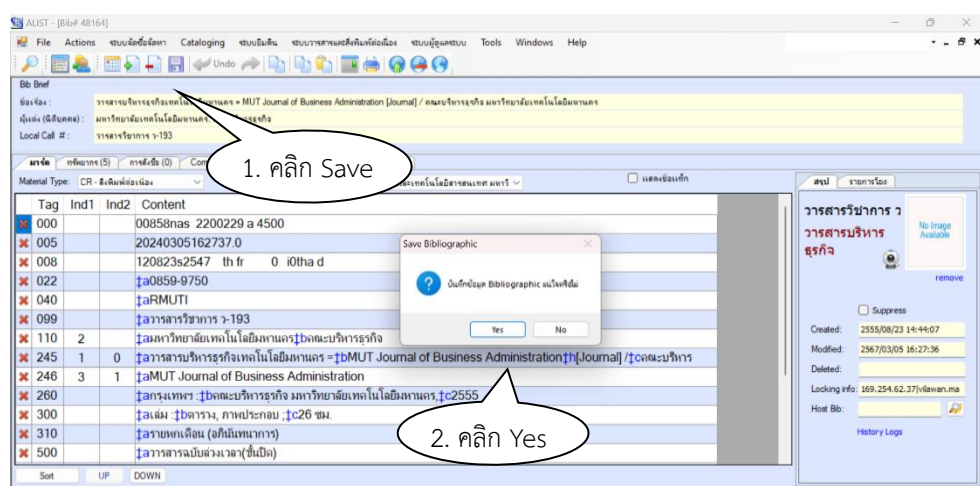 ALIST - [Bib# 48164]
File Actions ระบบจัดซื้อจัดหา Cataloging ระบบยืมคืน ระบบวารสารและสิ่งพิมพ์ต่อเนื่อง ระบบผู้ดูแลระบบ Tools Windows Help
Undo
Bib Brief
ชื่อเรื่อง : วารสารบริหารธุรกิจเทคโนโลยีมหานคร = MUT Journal of Business Administration [Journal] / คณะบริหารธุรกิจ มหาวิทยาลัยเทคโนโลยีมหานคร
ผู้แต่ง (นิติบุคคล) : มหาวิทยาลัยเทคโนโลยีมหานคร
Local Call # : วารสารวิชาการ ว-193
มาร์ค ทรัพยากร (5) การสั่งซื้อ (0)
1. คลิก Save
Material Type: CR - สิ่งพิมพ์ต่อเนื่อง
แสดงชื่อแท็ก
สรุป รายการโยง
Tag Ind1 Ind2 Content
000 00858nas 2200229 a 4500
005 20240305162737.0
008 120823s2547 th fr 0 i0tha d
022 ‡a0859-9750
040 ‡aRMUTI
099 ‡aวารสารวิชาการ ว-193
110 2 ‡aมหาวิทยาลัยเทคโนโลยีมหานคร‡bคณะบริหารธุรกิจ
245 1 0 ‡aวารสารบริหารธุรกิจเทคโนโลยีมหานคร =‡bMUT Journal of Business Administration‡h[Journal] /‡cคณะบริหาร
246 3 1 ‡aMUT Journal of Business Administration
260 ‡aกรุงเทพฯ :‡bคณะบริหารธุรกิจ มหาวิทยาลัยเทคโนโลยีมหานคร,‡c2555
300 ‡aเล่ม :‡bตาราง, ภาพประกอบ ;‡c26 ซม.
310 ‡aรายหกเดือน (อภินันทนาการ)
500 ‡aวารสารฉบับล่วงเวลา(ชั้นปิด)
Save Bibliographic
บันทึกข้อมูล Bibliographic แน่ใจหรือไม่
Yes No
2. คลิก Yes
วารสารวิชาการ ว
วารสารบริหาร
ธุรกิจ
No Image
Available
remove
Suppress
Created: 2555/08/23 14:44:07
Modified: 2567/03/05 16:27:36
Deleted:
Locking info: 169.254.62.37|vilawan.ma
Host Bib:
History Logs
Sort UP DOWN